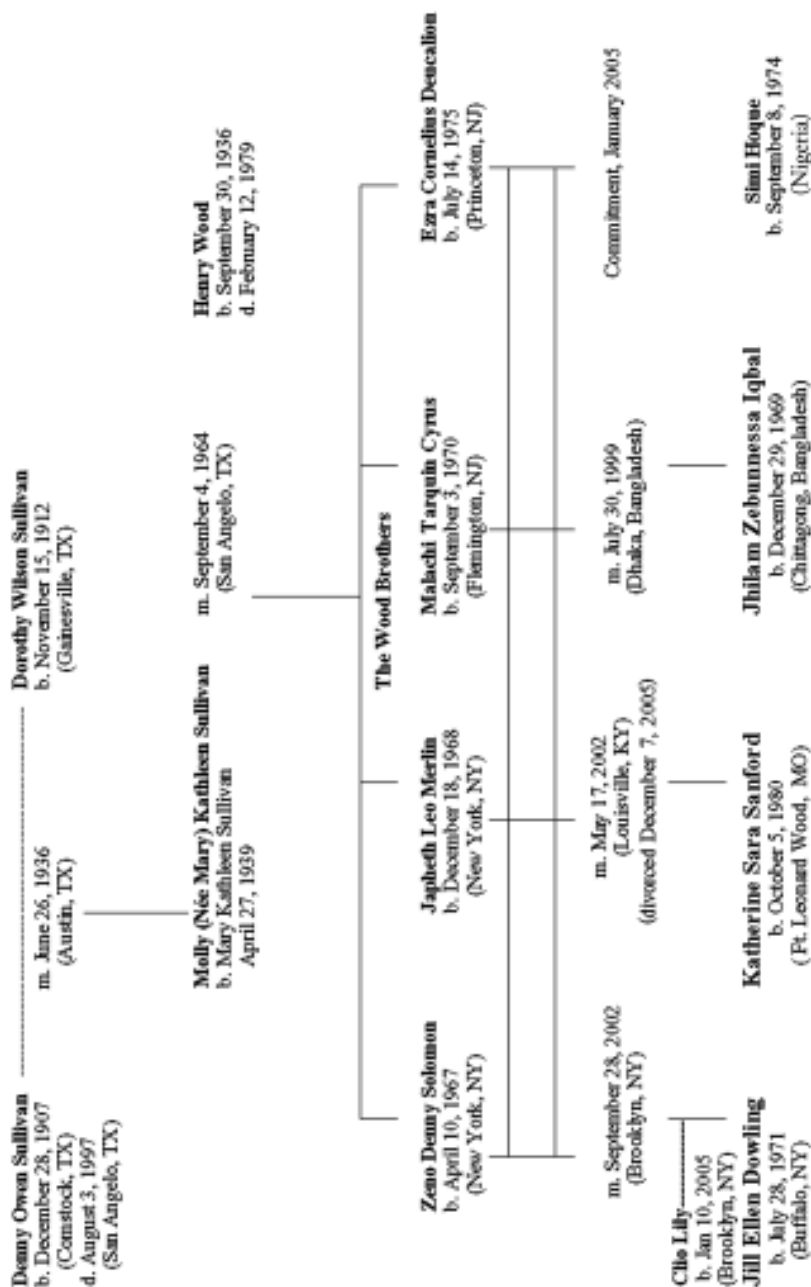 Denny Owen Sullivan
b. December 28, 1907
(Comstock, TX)
d. August 3, 1997
(San Angelo, TX)
m. June 26, 1936
(Austin, TX)
Dorothy Wilson Sullivan
b. November 15, 1912
(Gainesville, TX)
Molly (Née Mary) Kathleen Sullivan
b. Mary Kathleen Sullivan
April 27, 1939
m. September 4, 1964
(San Angelo, TX)
Henry Wood
b. September 30, 1936
d. February 12, 1979
The Wood Brothers
Zeno Denny Solomon
b. April 10, 1967
(New York, NY)
Japheth Leo Merlin
b. December 18, 1968
(New York, NY)
Malachi Tarquin Cyrus
b. September 3, 1970
(Flemington, NJ)
Ezra Cornelius Deucalion
b. July 14, 1975
(Princeton, NJ)
m. September 28, 2002
(Brooklyn, NY)
m. May 17, 2002
(Louisville, KY)
(divorced December 7, 2005)
m. July 30, 1999
(Dhaka, Bangladesh)
Commitment, January 2005
Clio Lily
b. Jan 10, 2005
(Brooklyn, NY)
Jill Ellen Dowling
b. July 28, 1971
(Buffalo, NY)
Katherine Sara Sanford
b. October 5, 1980
( Ft. Leonard Wood, MO)
Jhilam Zebunnessa Iqbal
b. December 29, 1969
(Chittagong, Bangladesh)
Simi Hoque
b. September 8, 1974
(Nigeria)